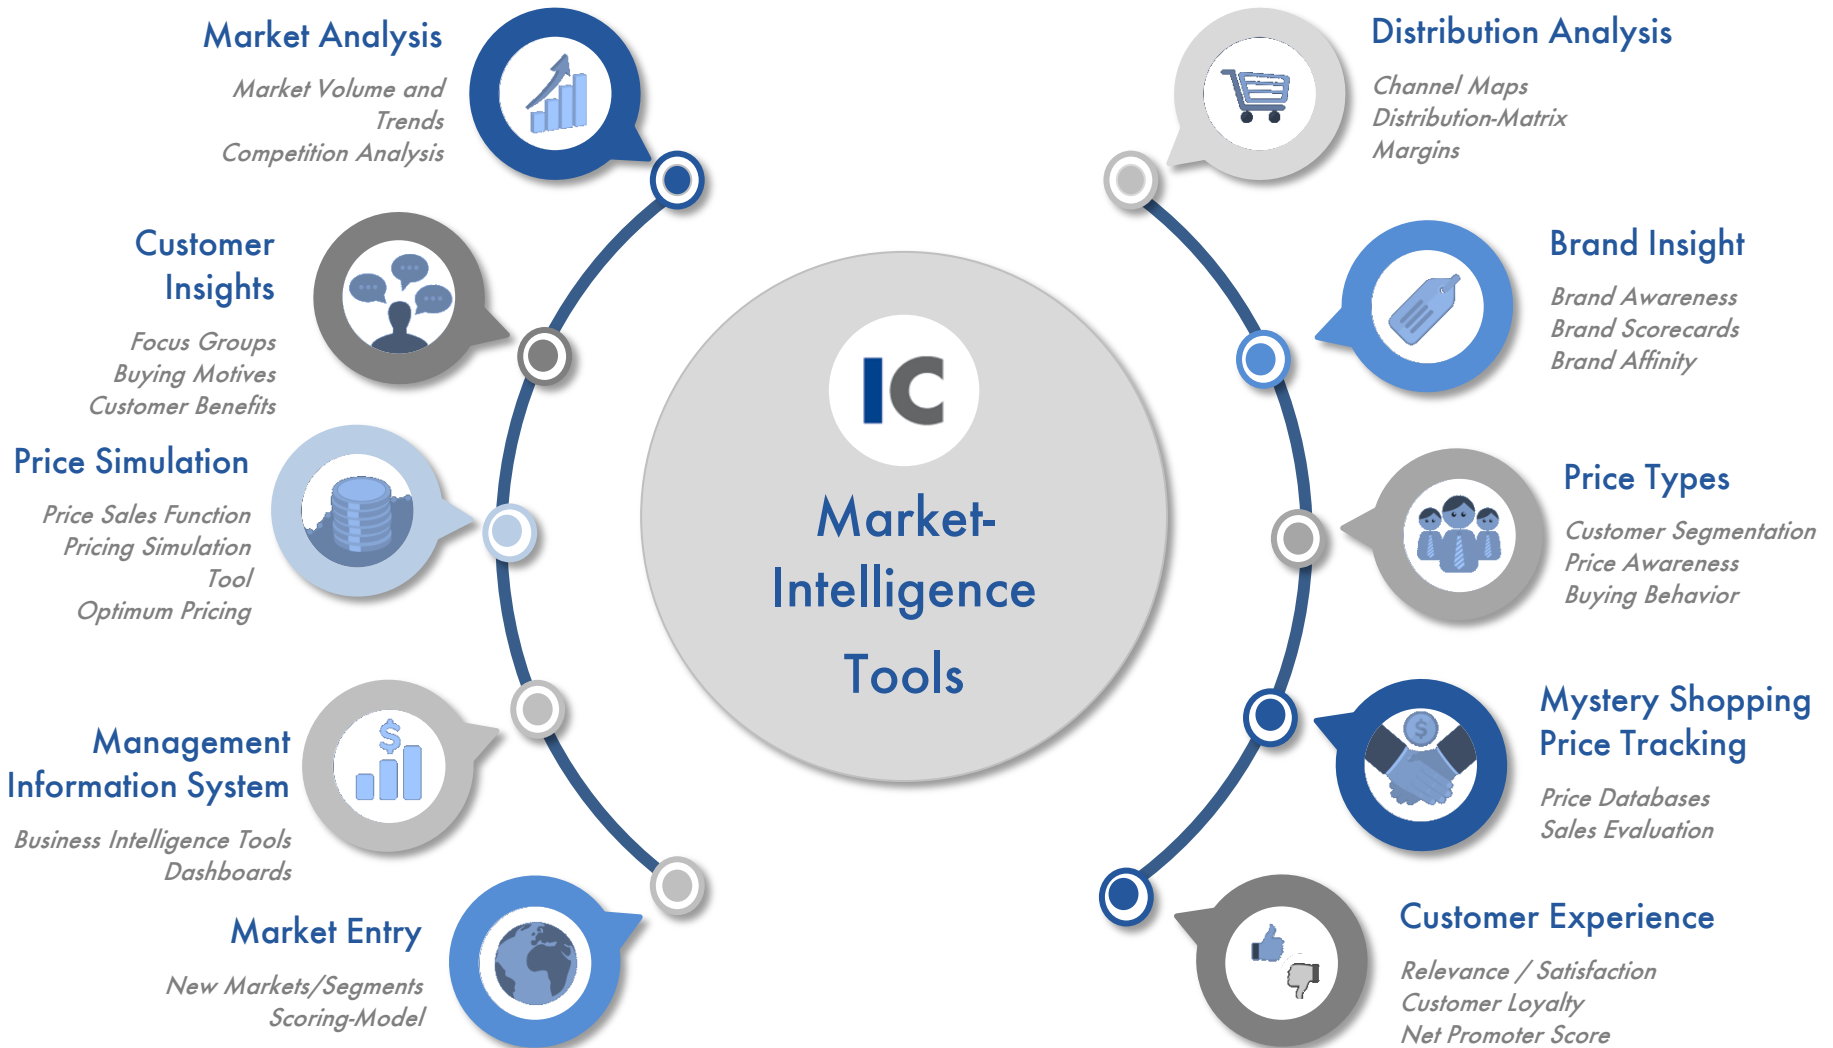 Market Analysis
Market Volume and
Trends
Competition Analysis
Customer
Insights
Focus Groups
Buying Motives
Customer Benefits
Price Simulation
Price Sales Function
Pricing Simulation
Tool
Optimum Pricing
Management
Information System
$
Business Intelligence Tools
Dashboards
Market Entry
New Markets/Segments
Scoring-Model
IC
Market-
Intelligence
Tools
Distribution Analysis
Channel Maps
Distribution-Matrix
Margins
Brand Insight
Brand Awareness
Brand Scorecards
Brand Affinity
Price Types
Customer Segmentation
Price Awareness
Buying Behavior
Mystery Shopping
Price Tracking
$
Price Databases
Sales Evaluation
Customer Experience
Relevance / Satisfaction
Customer Loyalty
Net Promoter Score